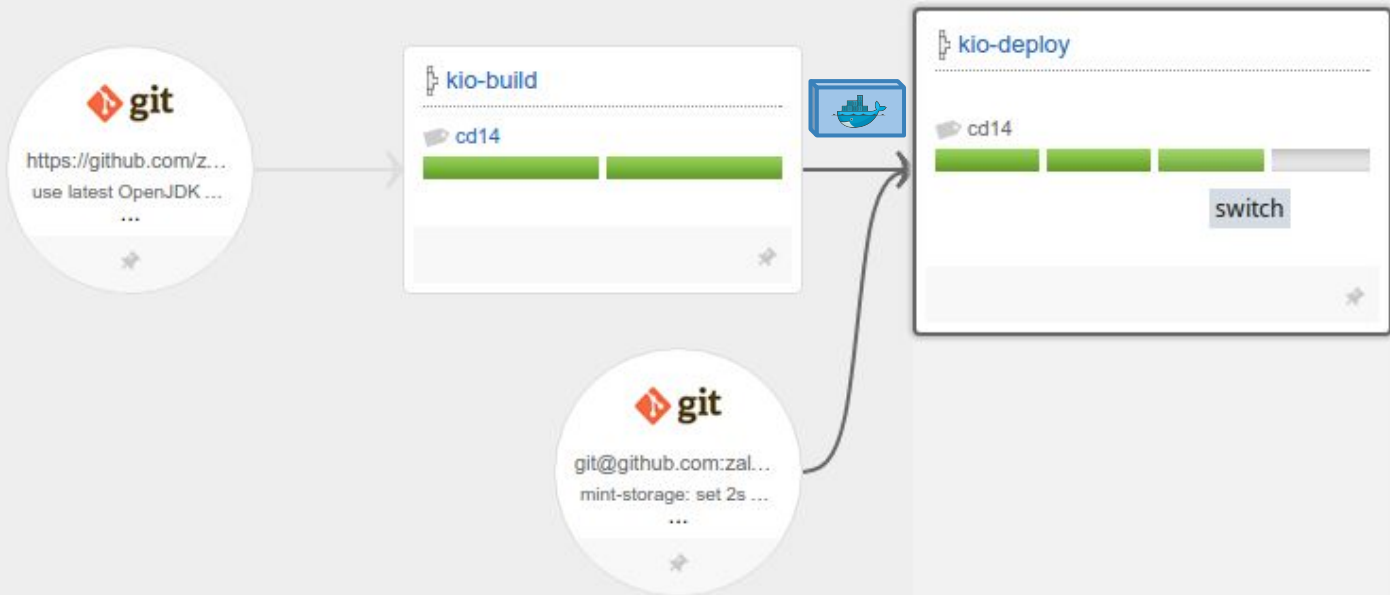 git
https://github.com/z...
use latest OpenJDK ...
...
kio-build
cd14
kio-deploy
cd14
switch
git
git@github.com:zal...
mint-storage: set 2s ...
...